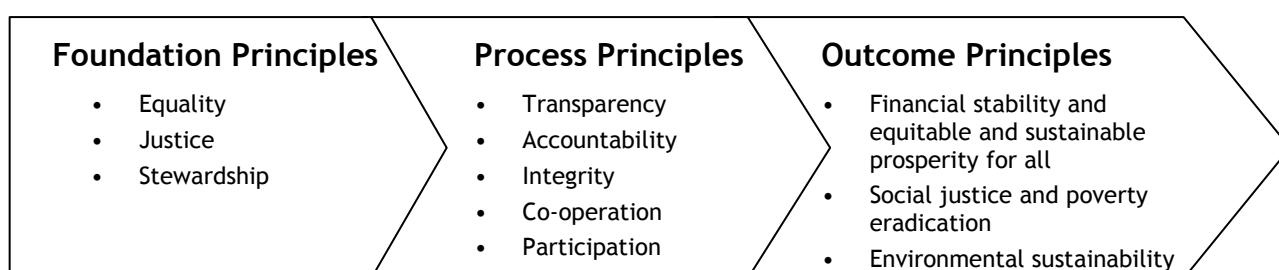 Foundation Principles
• Equality
• Justice
• Stewardship
Process Principles
• Transparency
• Accountability
• Integrity
• Co-operation
• Participation
Outcome Principles
• Financial stability and
equitable and sustainable
prosperity for all
• Social justice and poverty
eradication
• Environmental sustainability